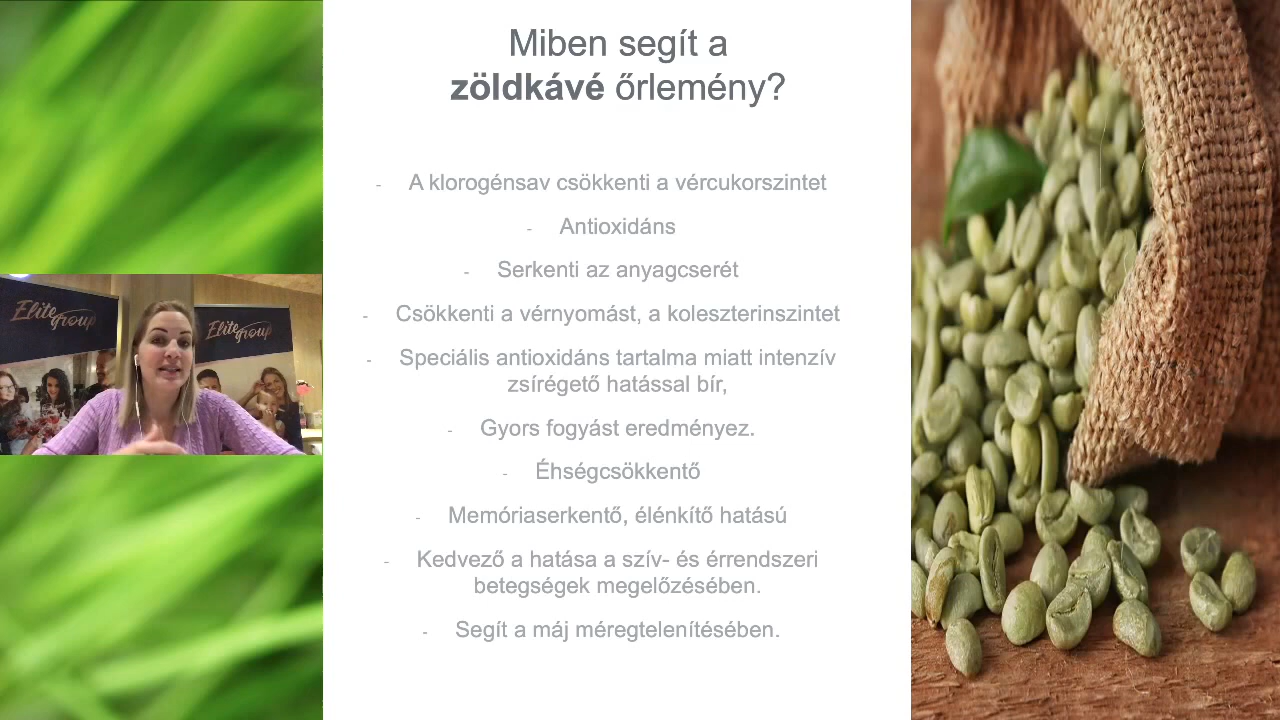 Miben segít a
zöldkávé őrlemény?
- A klorogénsav csökkenti a vércukorszintet
- Antioxidáns
- Serkenti az anyagcserét
- Csökkenti a vérnyomást, a koleszterinszintet
- Speciális antioxidáns tartalma miatt intenzív
zsírégető hatással bír,
- Gyors fogyást eredményez.
- Éhségcsökkentő
- Memóriaserkentő, élénkítő hatású
- Kedvező a hatása a szív- és érrendszeri
betegségek megelőzésében.
- Segít a máj méregtelenítésében.
Elite group
Elite group